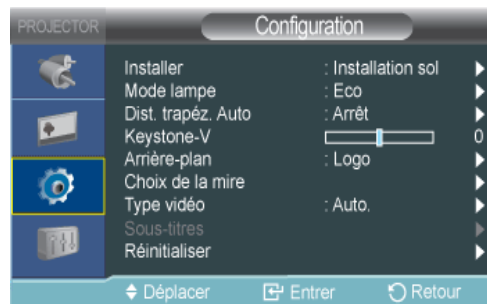 PROJECTOR Configuration
Installer : Installation sol
Mode lampe : Eco
Dist. trapéz. Auto : Arrêt
Keystone-V 0
Arrière-plan : Logo
Choix de la mire
Type vidéo : Auto.
Sous-titres
Réinitialiser
Déplacer Entrer Retour